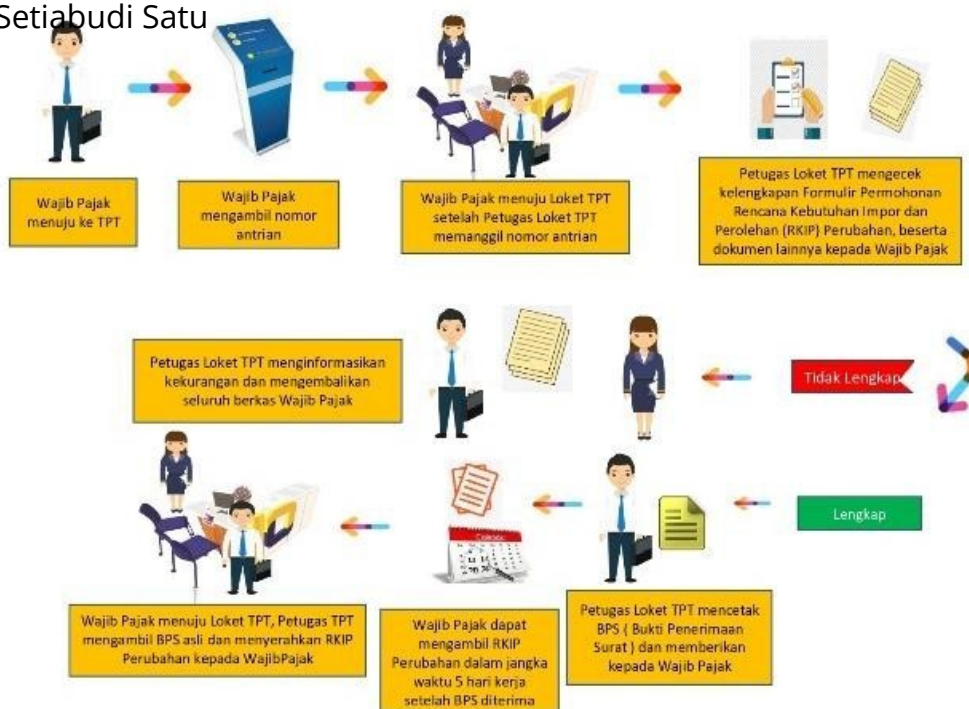 Setiabudi Satu
Wajib Pajak
menuju ke TPT
Wajib Pajak
mengambil nomor
antrian
Wajib Pajak menuju Loket TPT
setelah Petugas Loket TPT
memanggil nomor antrian
Petugas Loket TPT mengecek
kelengkapan Formulir Permohonan
Rencana Kebutuhan Impor dan
Perolehan (RKIP) Perubahan, beserta
dokumen lainnya kepada Wajib Pajak
Petugas Loket TPT menginformasikan
kekurangan dan mengembalikan
seluruh berkas Wajib Pajak
Tidak Lengkap
Lengkap
Wajib Pajak menuju Loket TPT, Petugas TPT
mengambil BPS asli dan menyerahkan RKIP
Perubahan kepada WajibPajak
Wajib Pajak dapat
mengambil RKIP
Perubahan dalam jangka
waktu 5 hari kerja
setelah BPS diterima
Petugas Loket TPT mencetak
BPS ( Bukti Penerimaan
Surat ) dan memberikan
kepada Wajib Pajak